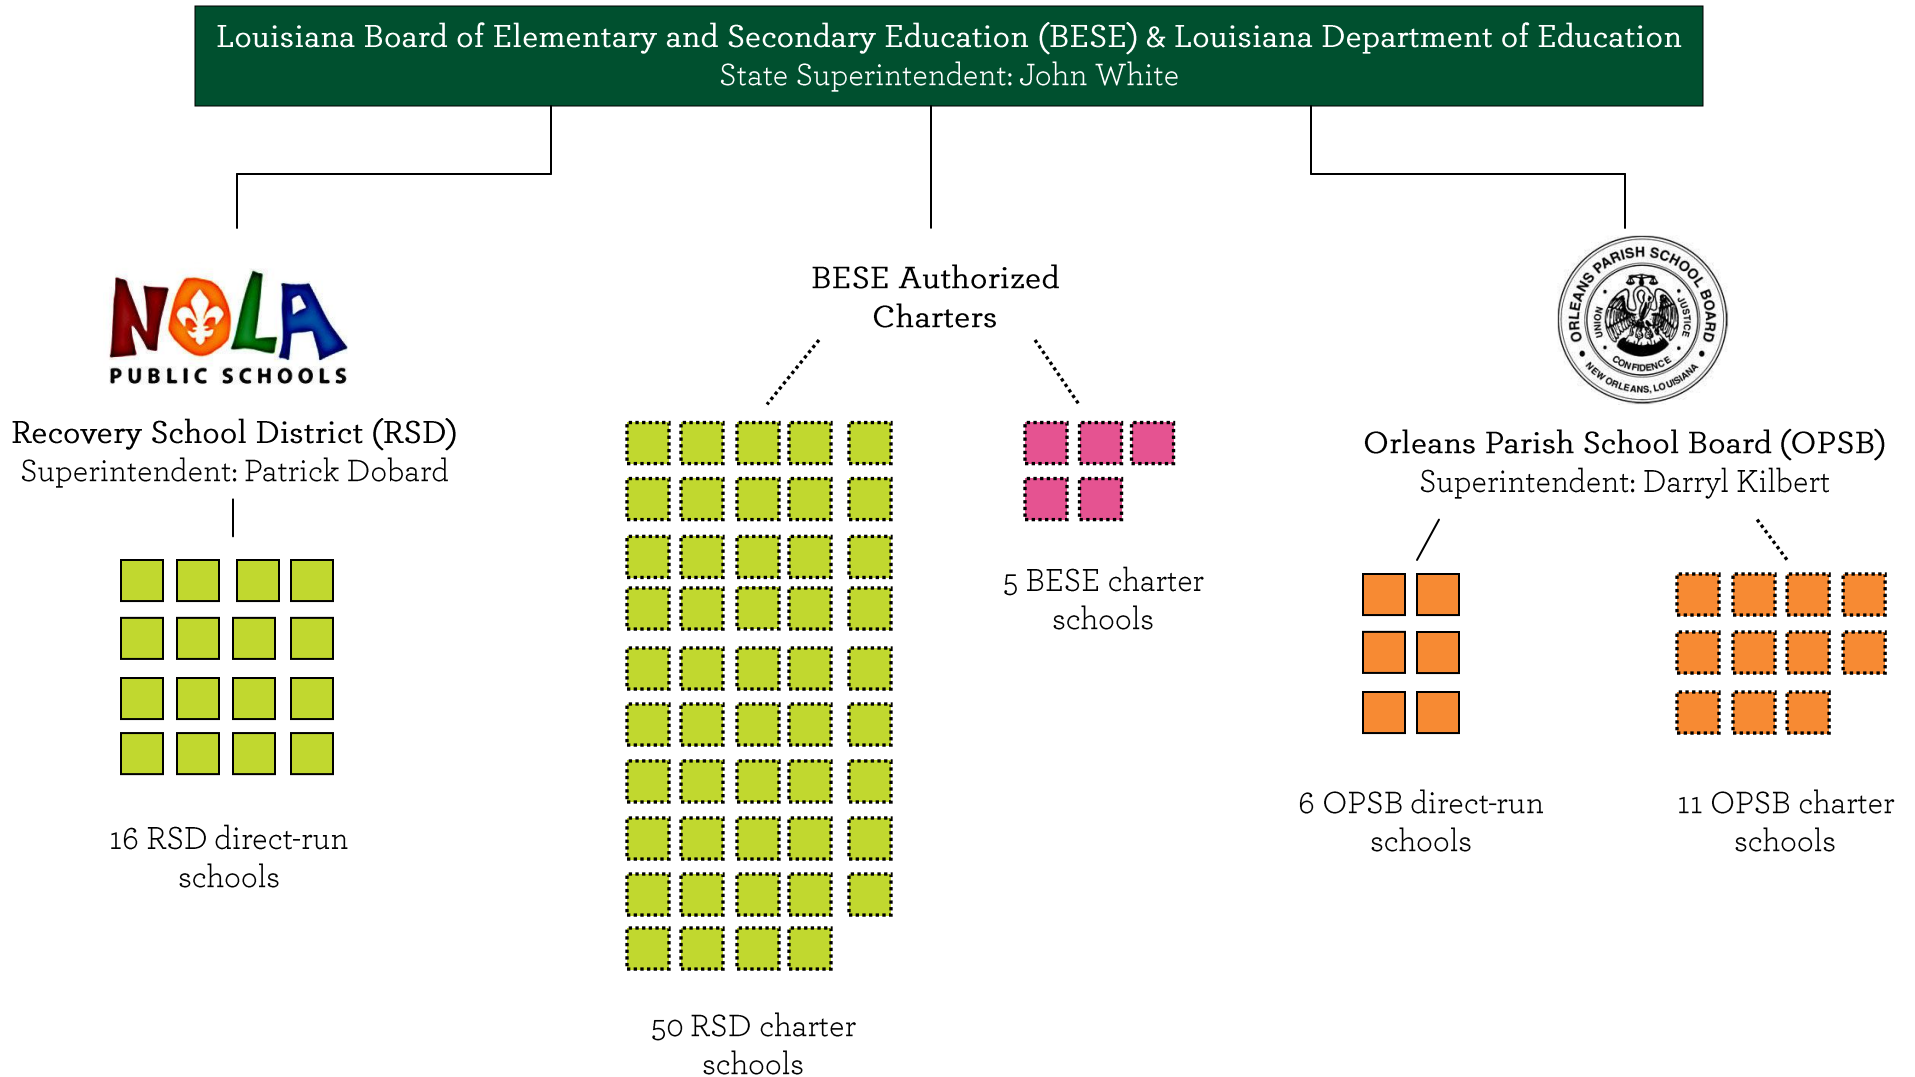 Louisiana Board of Elementary and Secondary Education (BESE) & Louisiana Department of Education
State Superintendent: John White
NOLA
PUBLIC SCHOOLS
Recovery School District (RSD)
Superintendent: Patrick Dobard
16 RSD direct-run
schools
BESE Authorized
Charters
50 RSD charter
schools
5 BESE charter
schools
ORLEANS PARISH SCHOOL BOARD
NEW ORLEANS, LOUISIANA
UNION
JUSTICE
CONFIDENCE
Orleans Parish School Board (OPSB)
Superintendent: Darryl Kilbert
6 OPSB direct-run
schools
11 OPSB charter
schools